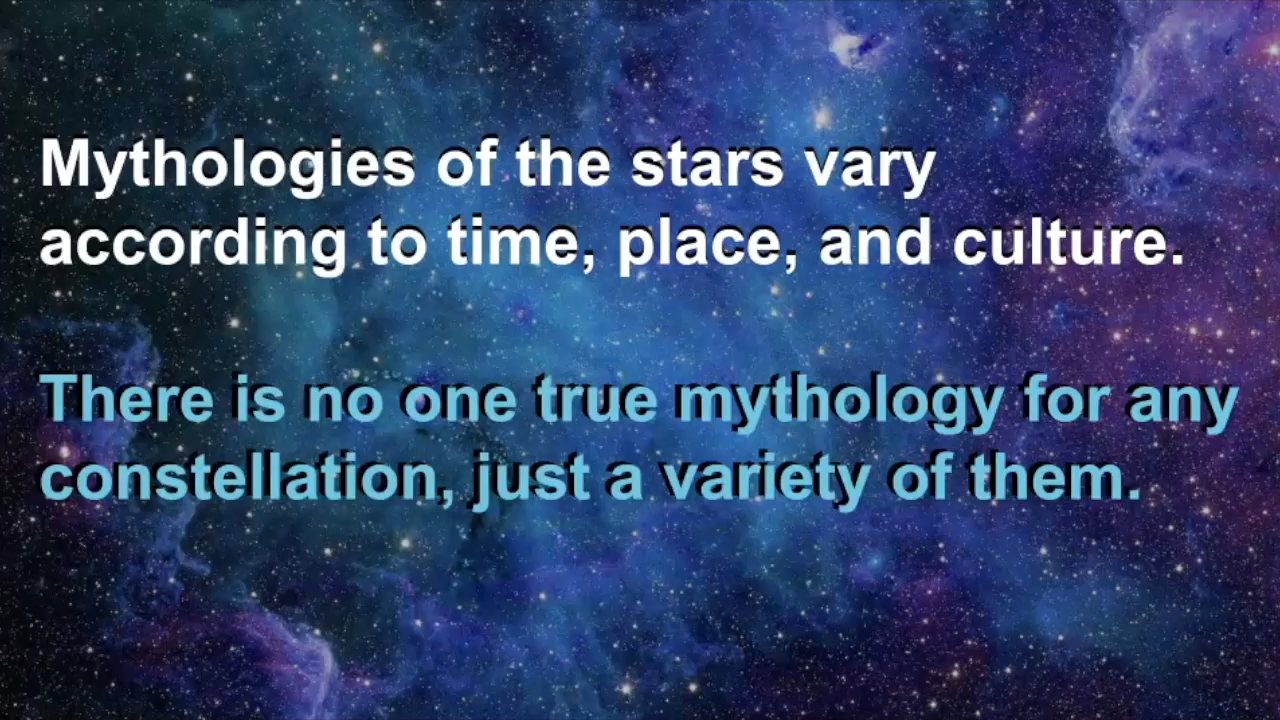 Mythologies of the stars vary
according to time, place, and culture.
There is no one true mythology for any
constellation, just a variety of them.